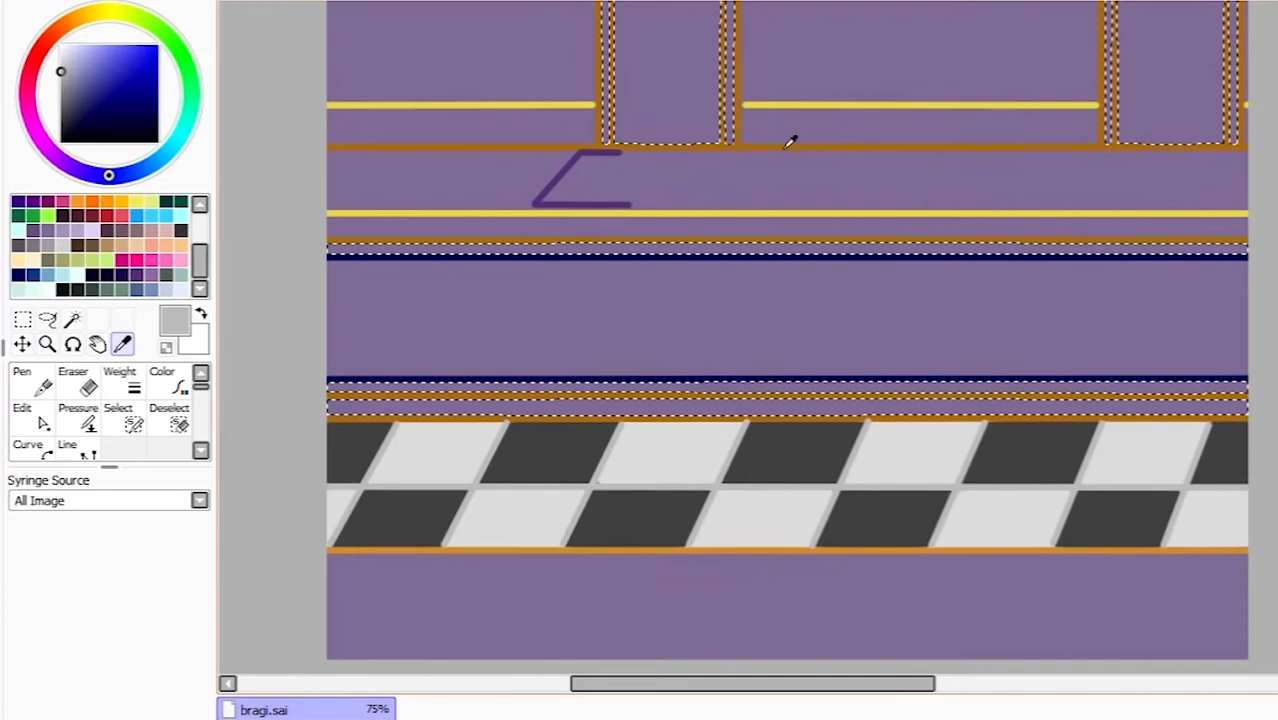 Pen Eraser Weight Color
Edit Pressure Select Deselect
Curve Line
Syringe Source
All Image
bragi.sai 75%